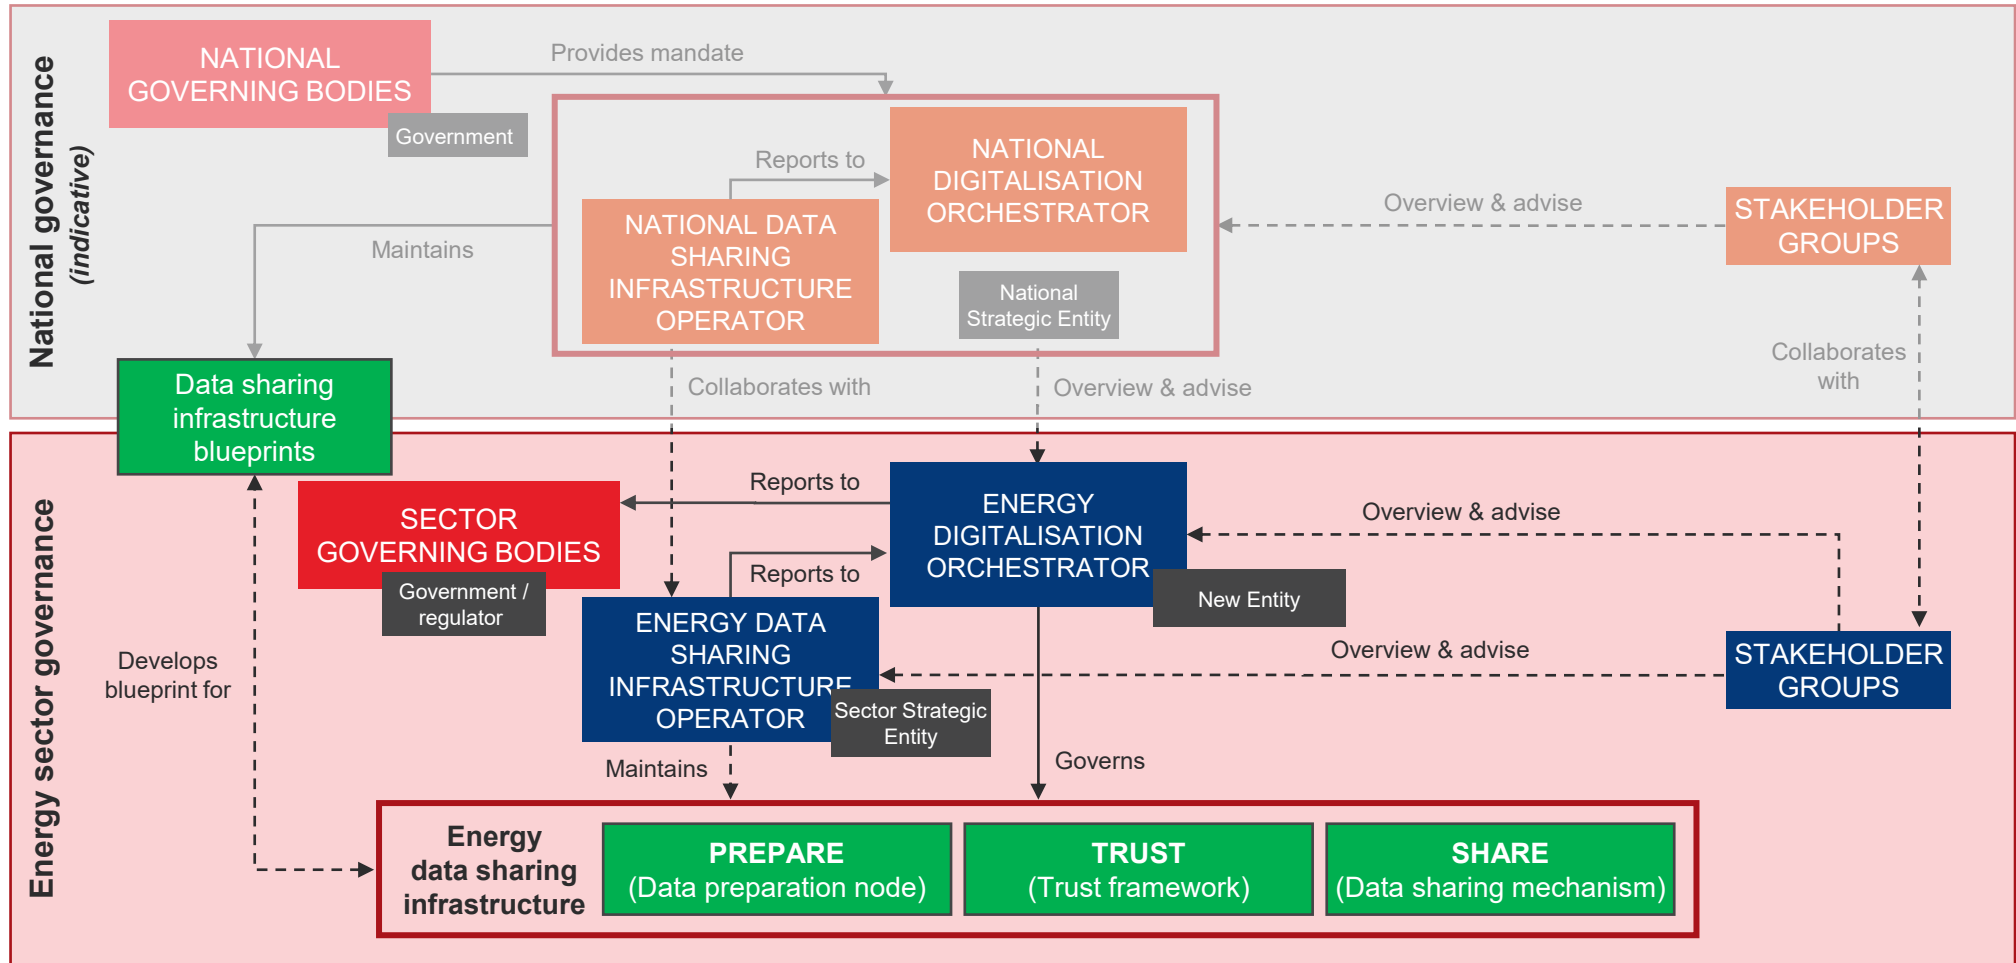 National governance
(indicative)
NATIONAL
GOVERNING BODIES
Government
Provides mandate
Reports to
NATIONAL
DIGITALISATION
ORCHESTRATOR
NATIONAL DATA
SHARING
INFRASTRUCTURE
OPERATOR
National
Strategic Entity
Overview & advise
STAKEHOLDER
GROUPS
Maintains
Data sharing
infrastructure
blueprints
Collaborates with
Overview & advise
Collaborates
with
Energy sector governance
SECTOR
GOVERNING BODIES
Government /
regulator
Reports to
Reports to
ENERGY
DIGITALISATION
ORCHESTRATOR
New Entity
Overview & advise
ENERGY DATA
SHARING
INFRASTRUCTURE
OPERATOR
Sector Strategic
Entity
Overview & advise
STAKEHOLDER
GROUPS
Develops
blueprint for
Maintains
Governs
Energy
data sharing
infrastructure
PREPARE
(Data preparation node)
TRUST
(Trust framework)
SHARE
(Data sharing mechanism)